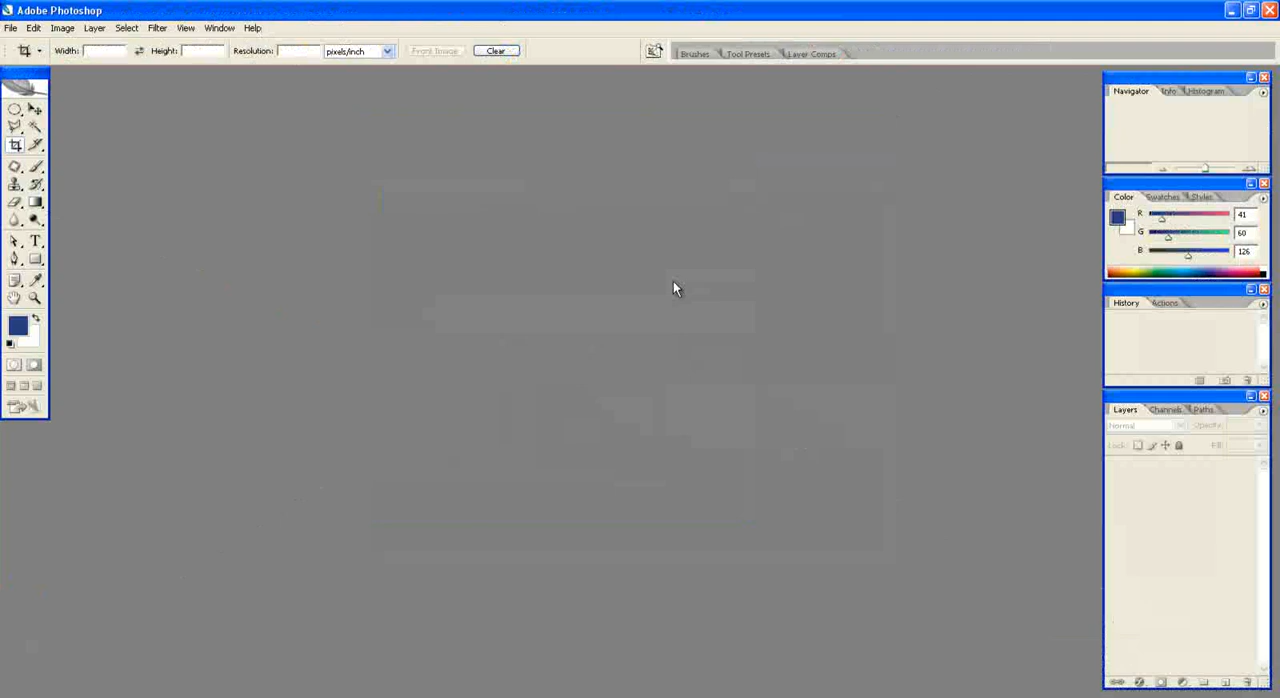 Adobe Photoshop
File Edit Image Layer Select Filter View Window Help
Width: Height: Resolution: pixels/inch Front Image Clear Brushes Tool Presets Layer Comps
Navigator Info Histogram
Color Swatches Styles
R 41
G 60
B 126
T
History Actions
Layers Channels Paths
Normal Opacity:
Lock: Fill: